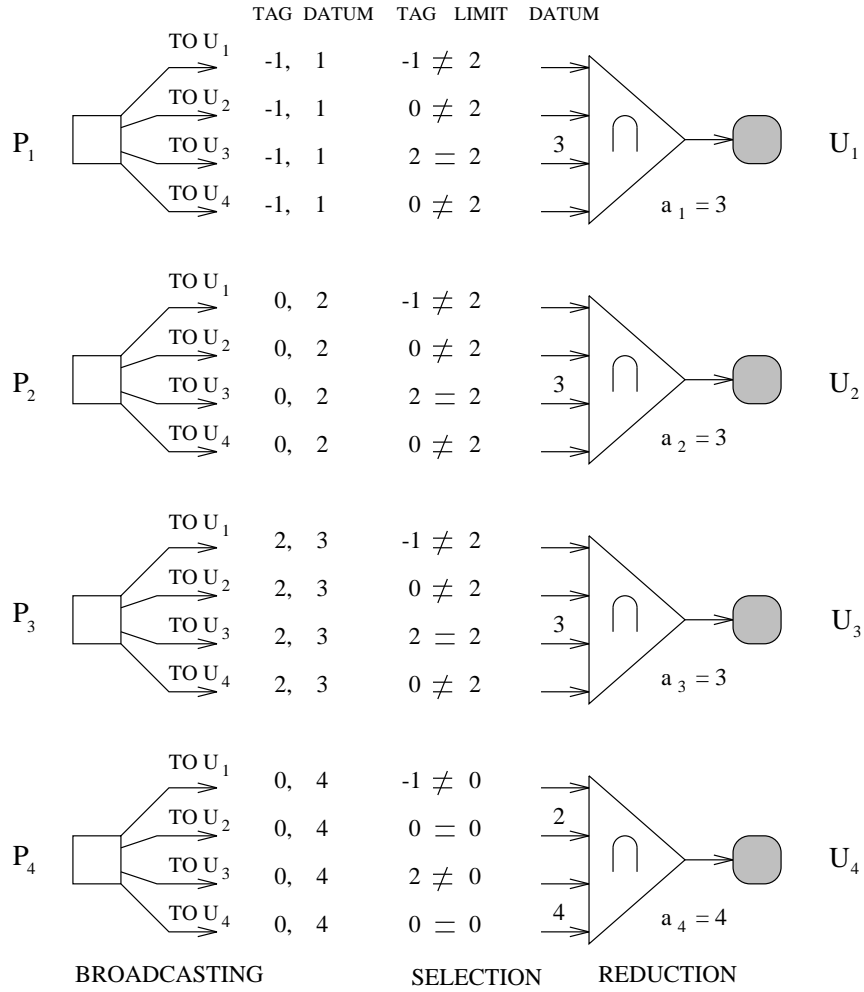 TAG DATUM TAG LIMIT DATUM
TO U1 -1, 1 -1 ≠ 2
TO U2 -1, 1 0 ≠ 2
P1 TO U3 -1, 1 2 = 2 3 ∩ U1
TO U4 -1, 1 0 ≠ 2 a1 = 3
TO U1 0, 2 -1 ≠ 2
TO U2 0, 2 0 ≠ 2
P2 TO U3 0, 2 2 = 2 3 ∩ U2
TO U4 0, 2 0 ≠ 2 a2 = 3
TO U1 2, 3 -1 ≠ 2
TO U2 2, 3 0 ≠ 2
P3 TO U3 2, 3 2 = 2 3 ∩ U3
TO U4 2, 3 0 ≠ 2 a3 = 3
TO U1 0, 4 -1 ≠ 0
TO U2 0, 4 0 = 0 2
P4 TO U3 0, 4 2 ≠ 0 ∩ U4
TO U4 0, 4 0 = 0 4 a4 = 4
BROADCASTING SELECTION REDUCTION